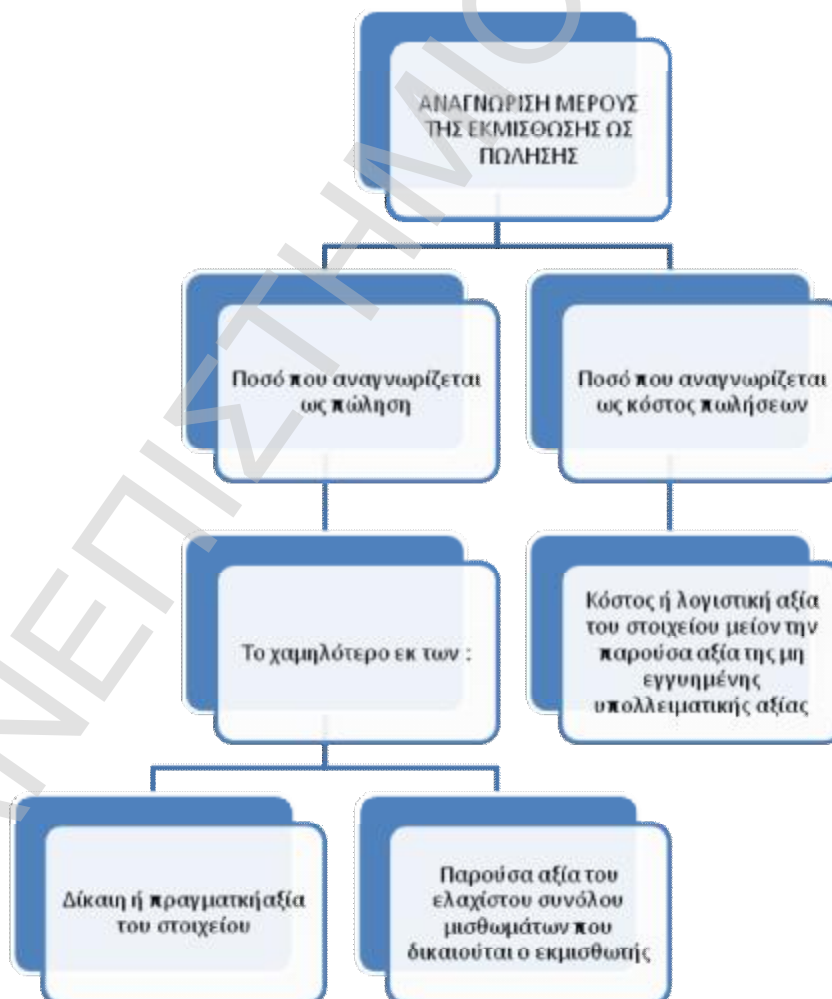 ΑΝΑΓΝΩΡΙΣΗ ΜΕΡΟΥΣ
ΤΗΣ ΕΚΜΙΣΘΩΣΗΣ ΩΣ
ΠΩΛΗΣΗΣ
Ποσό που αναγνωρίζεται
ως πώληση
Ποσό που αναγνωρίζεται
ως κόστος πωλήσεων
Το χαμηλότερο εκ των :
Κόστος ή λογιστική αξία
του στοιχείου μείον την
παρούσα αξία της μη
εγγυημένης
υπολλειματικής αξίας
Δίκαιη ή πραγματκήαξία
του στοιχείου
Παρούσα αξία του
ελαχίστου συνόλου
μισθωμάτων που
δικαιούται ο εκμισθωτής